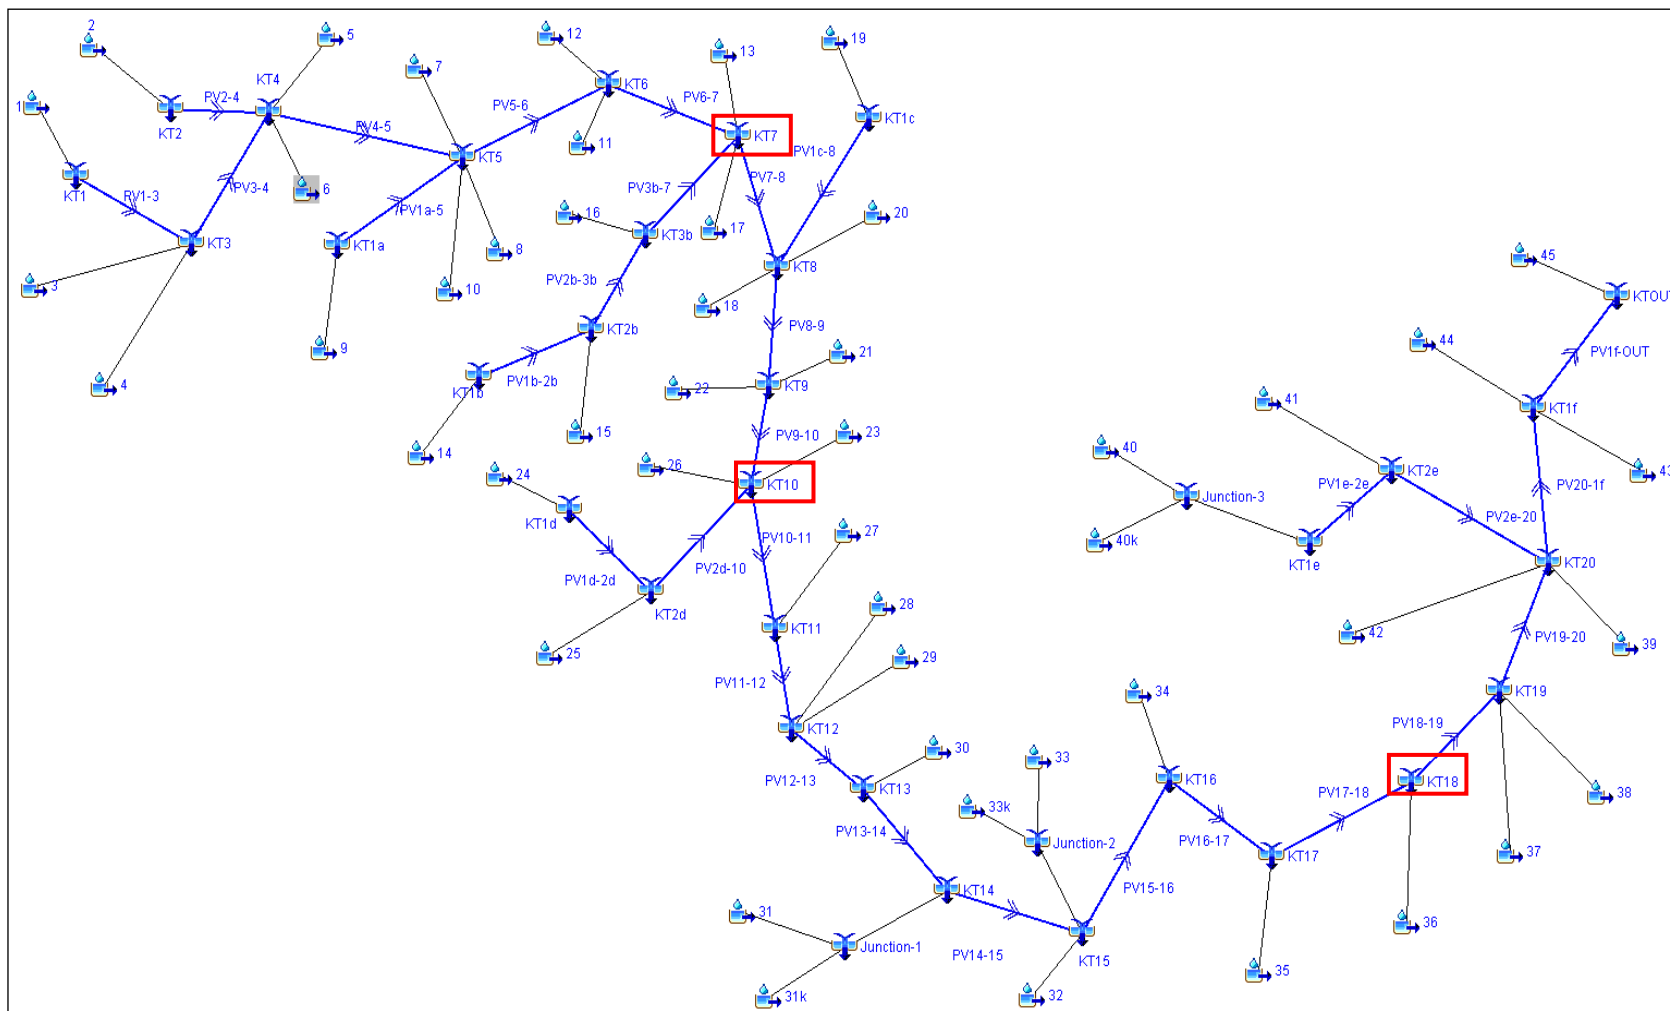 2
5
12
13
19
7
KT4
KT6
1
PV2-4
PV5-6
PV6-7
KT2
KT1c
PV4-5
KT7
11
PV1c-8
KT5
KT1
PV3-4
PV7-8
PV1-3
6
PV3b-7
PV1a-5
16
20
17
KT3
KT1a
KT3b
8
45
KT8
PV2b-3b
3
10
KTOUT
18
KT2b
PV8-9
44
9
21
PV1f-OUT
PV1b-2b
4
KT1b
22
KT9
41
KT1f
15
PV9-10
23
14
26
40
24
KT2e
43
KT10
PV1e-2e
PV20-1f
Junction-3
KT1d
PV2e-20
27
PV10-11
40k
PV2d-10
KT1e
KT20
PV1d-2d
KT2d
28
KT11
42
PV19-20
39
25
29
PV11-12
KT19
34
KT12
PV18-19
30
33
PV12-13
KT16
KT18
KT13
PV17-18
38
33k
PV13-14
Junction-2
PV16-17
KT17
37
KT14
PV15-16
31
36
Junction-1
PV14-15
KT15
35
31k
32